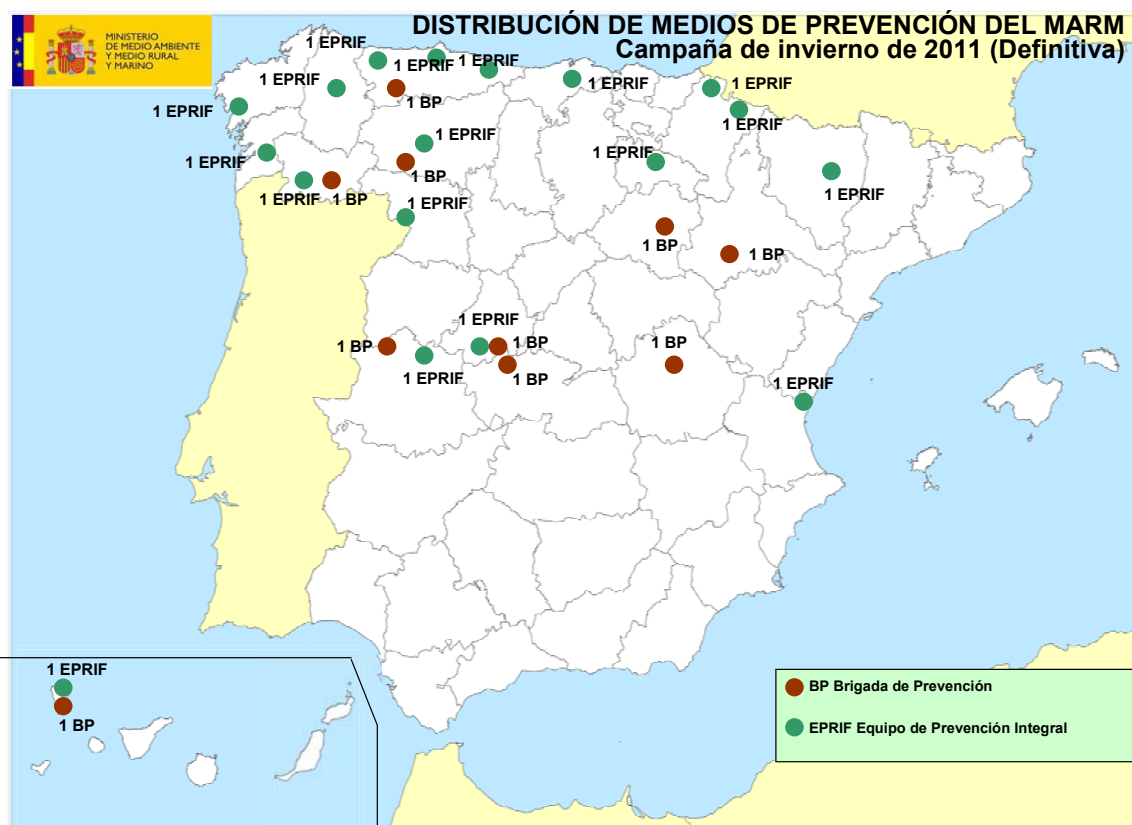 MINISTERIO
DE MEDIO AMBIENTE
Y MEDIO RURAL
Y MARINO
DISTRIBUCIÓN DE MEDIOS DE PREVENCIÓN DEL MARM
Campaña de invierno de 2011 (Definitiva)
1 EPRIF
1 EPRIF
1 EPRIF
1 EPRIF
1 EPRIF
1 EPRIF
1 BP
1 EPRIF
1 EPRIF
1 EPRIF
1 EPRIF
1 EPRIF
1 BP
1 EPRIF
1 EPRIF
1 BP
1 EPRIF
1 BP
1 BP
1 EPRIF
1 BP
1 BP
1 BP
1 EPRIF
1 BP
1 EPRIF
1 EPRIF
1 BP
BP Brigada de Prevención
EPRIF Equipo de Prevención Integral